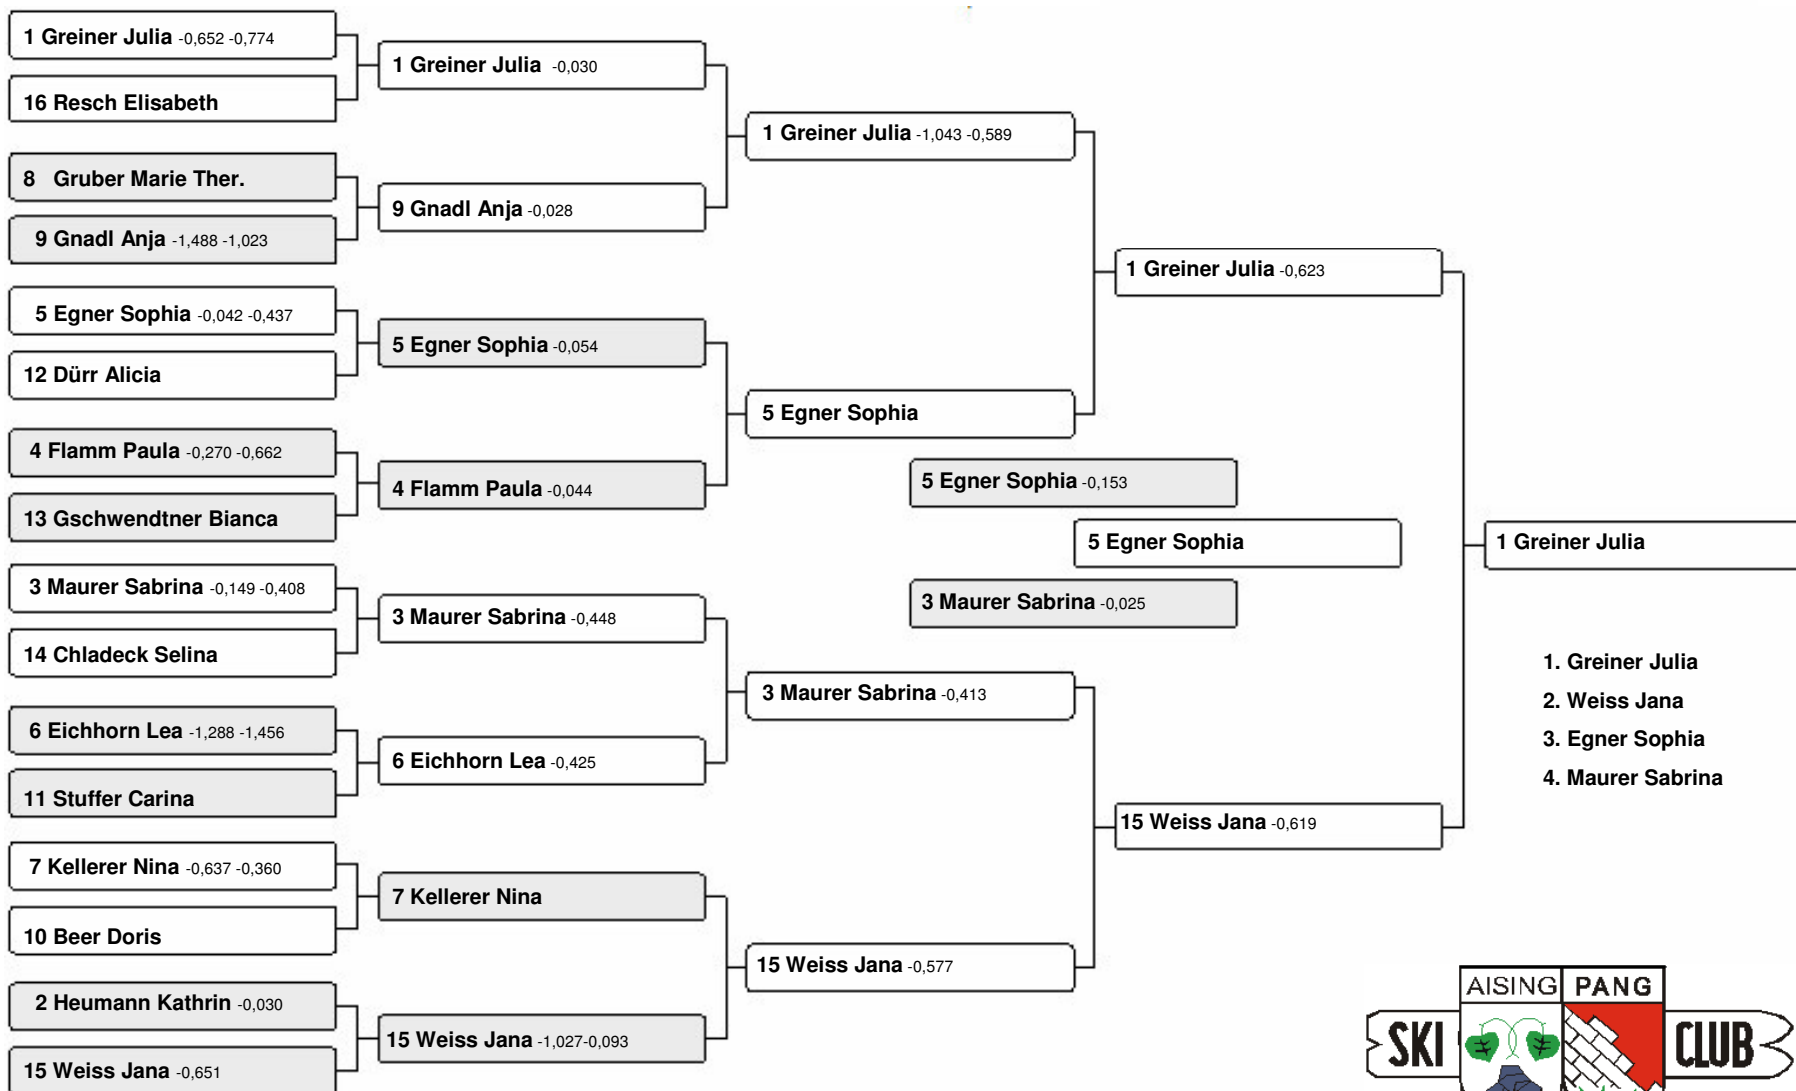 1 Greiner Julia -0,652 -0,774
16 Resch Elisabeth
8 Gruber Marie Ther.
9 Gnadl Anja -1,488 -1,023
5 Egner Sophia -0,042 -0,437
12 Dürr Alicia
4 Flamm Paula -0,270 -0,662
13 Gschwendtner Bianca
3 Maurer Sabrina -0,149 -0,408
14 Chladeck Selina
6 Eichhorn Lea -1,288 -1,456
11 Stuffer Carina
7 Kellerer Nina -0,637 -0,360
10 Beer Doris
2 Heumann Kathrin -0,030
15 Weiss Jana -0,651
1 Greiner Julia -0,030
9 Gnadl Anja -0,028
5 Egner Sophia -0,054
4 Flamm Paula -0,044
3 Maurer Sabrina -0,448
6 Eichhorn Lea -0,425
7 Kellerer Nina
15 Weiss Jana -1,027-0,093
1 Greiner Julia -1,043 -0,589
5 Egner Sophia
3 Maurer Sabrina -0,413
15 Weiss Jana -0,577
5 Egner Sophia -0,153
5 Egner Sophia
3 Maurer Sabrina -0,025
1 Greiner Julia -0,623
15 Weiss Jana -0,619
1 Greiner Julia
1. Greiner Julia
2. Weiss Jana
3. Egner Sophia
4. Maurer Sabrina
AISING PANG
SKI CLUB